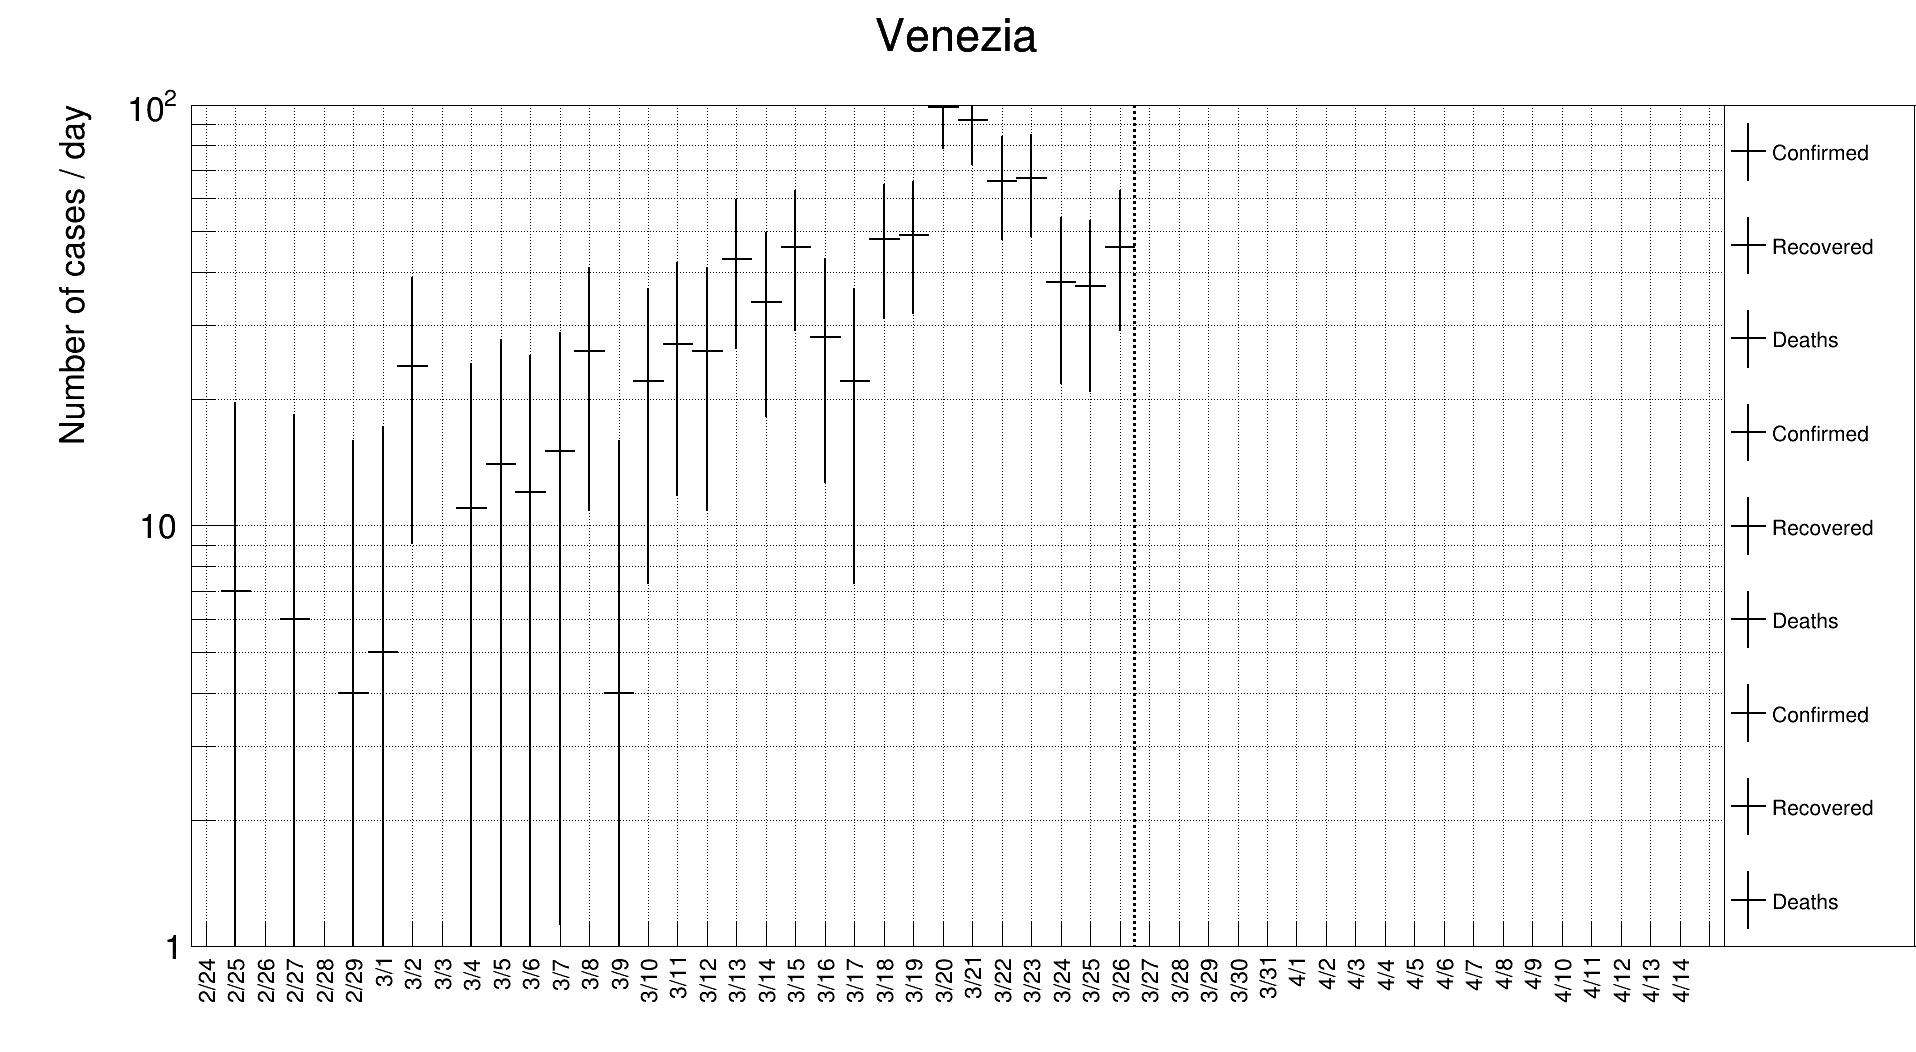 Venezia
Number of cases / day
10²
10
1
2/24 2/25 2/26 2/27 2/28 2/29 3/1 3/2 3/3 3/4 3/5 3/6 3/7 3/8 3/9 3/10 3/11 3/12 3/13 3/14 3/15 3/16 3/17 3/18 3/19 3/20 3/21 3/22 3/23 3/24 3/25 3/26 3/27 3/28 3/29 3/30 3/31 4/1 4/2 4/3 4/4 4/5 4/6 4/7 4/8 4/9 4/10 4/11 4/12 4/13 4/14
Confirmed
Recovered
Deaths
Confirmed
Recovered
Deaths
Confirmed
Recovered
Deaths